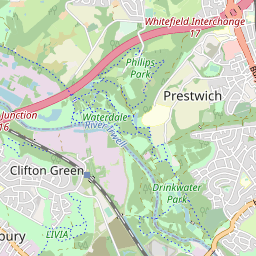 Whitefield Interchange
17
Philips
Park
Prestwich
Junction
16
Waterdale
River Irwell
Clifton Green
Drinkwater
Park
bury
LIVIA